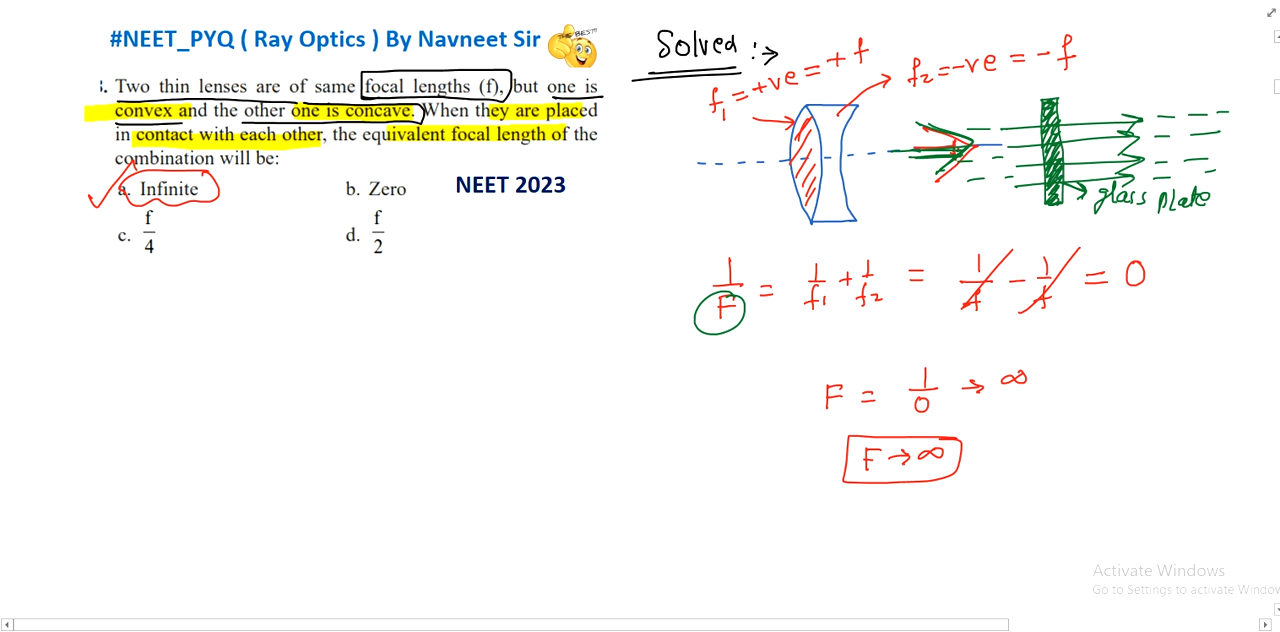 #NEET_PYQ ( Ray Optics ) By Navneet Sir
THE BEST!!
Solved :→
f₁ = +ve = + f
f₂ = -ve = - f
. Two thin lenses are of same focal lengths (f), but one is
convex and the other one is concave. When they are placed
in contact with each other, the equivalent focal length of the
combination will be:
a. Infinite b. Zero NEET 2023
c. f/4 d. f/2
glass plate
1/F = 1/f₁ + 1/f₂ = 1/f - 1/f = 0
F = 1/0 → ∞
F → ∞
Activate Windows
Go to Settings to activate Window